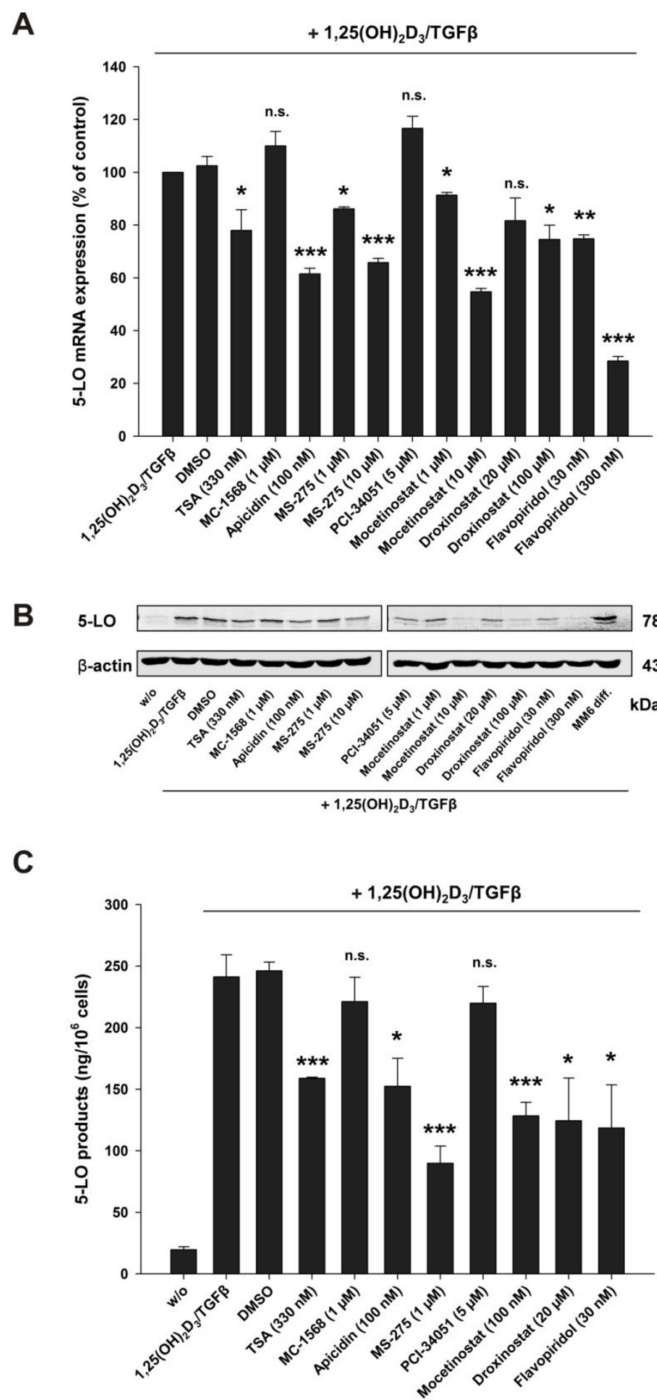 A
+ 1,25(OH)₂D₃/TGFβ
5-LO mRNA expression (% of control)
140
120
100
80
60
40
20
0
*
n.s.
***
*
***
n.s.
*
***
n.s.
*
**
***
1,25(OH)₂D₃/TGFβ
DMSO
TSA (330 nM)
MC-1568 (1 µM)
Apicidin (100 nM)
MS-275 (1 µM)
MS-275 (10 µM)
PCI-34051 (5 µM)
Mocetinostat (1 µM)
Mocetinostat (10 µM)
Droxinostat (20 µM)
Droxinostat (100 µM)
Flavopiridol (30 nM)
Flavopiridol (300 nM)
B
5-LO
78
β-actin
43
kDa
w/o
1,25(OH)₂D₃/TGFβ
DMSO
TSA (330 nM)
MC-1568 (1 µM)
Apicidin (100 nM)
MS-275 (1 µM)
MS-275 (10 µM)
PCI-34051 (5 µM)
Mocetinostat (1 µM)
Mocetinostat (10 µM)
Droxinostat (20 µM)
Droxinostat (100 µM)
Flavopiridol (30 nM)
Flavopiridol (300 nM)
MM6 diff.
+ 1,25(OH)₂D₃/TGFβ
C
+ 1,25(OH)₂D₃/TGFβ
5-LO products (ng/10⁶ cells)
300
250
200
150
100
50
0
***
n.s.
*
***
n.s.
***
*
*
w/o
1,25(OH)₂D₃/TGFβ
DMSO
TSA (330 nM)
MC-1568 (1 µM)
Apicidin (100 nM)
MS-275 (1 µM)
PCI-34051 (5 µM)
Mocetinostat (100 nM)
Droxinostat (20 µM)
Flavopiridol (30 nM)